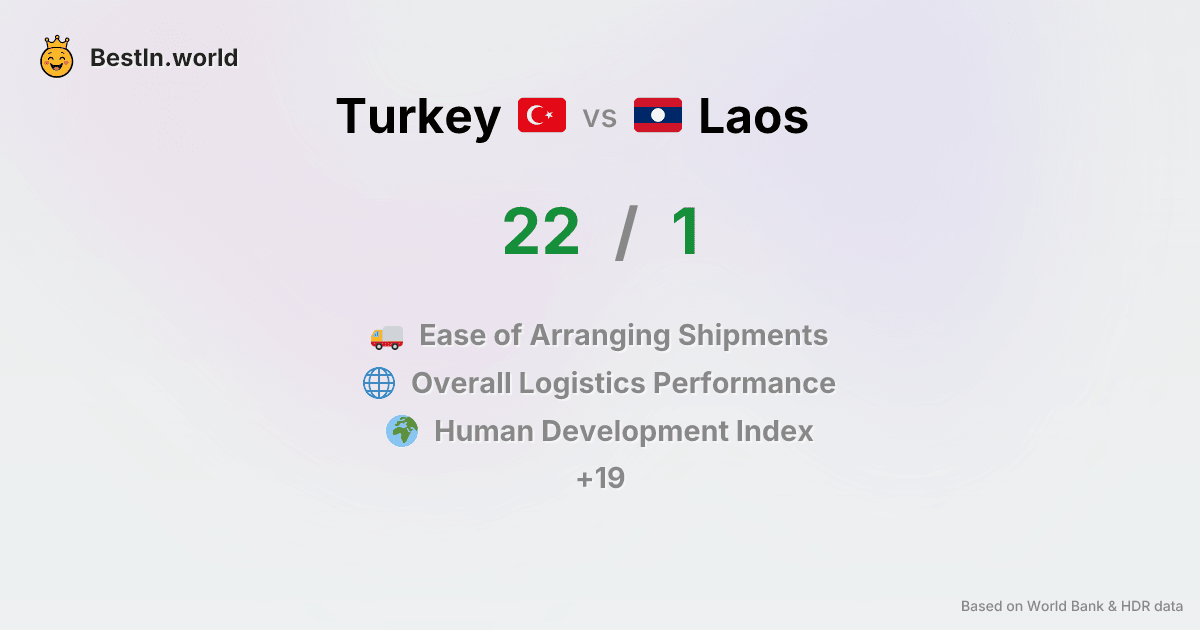 BestIn.world
Turkey vs Laos
22 / 1
Ease of Arranging Shipments
Overall Logistics Performance
Human Development Index
+19
Based on World Bank & HDR data